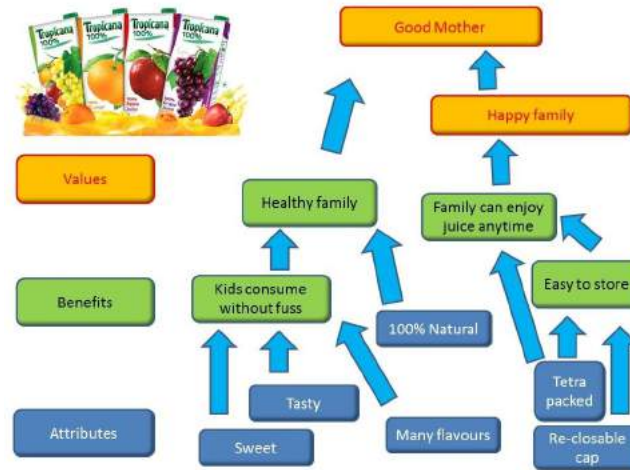 Tropicana
100%
Tropicana
100%
Tropicana
100%
Tropicana
100%
Good Mother
Happy family
Values
Healthy family
Family can enjoy
juice anytime
Benefits
Kids consume
without fuss
Easy to store
100% Natural
Attributes
Tasty
Sweet
Many flavours
Tetra
packed
Re-closable
cap